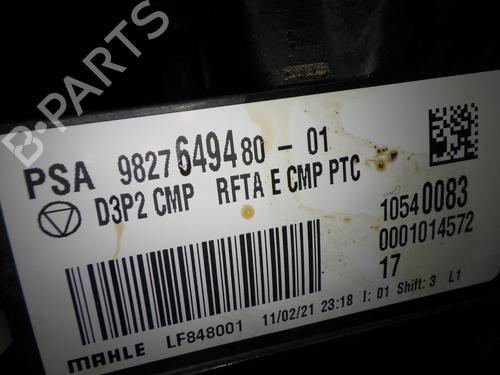 B-PARTS
PSA 9827649480-01
D3P2 CMP RFTA E CMP PTC
10540083
0001014572
17
MAHLE LF848001 11/02/21 23:18 I: 01 Shift: 3 L1